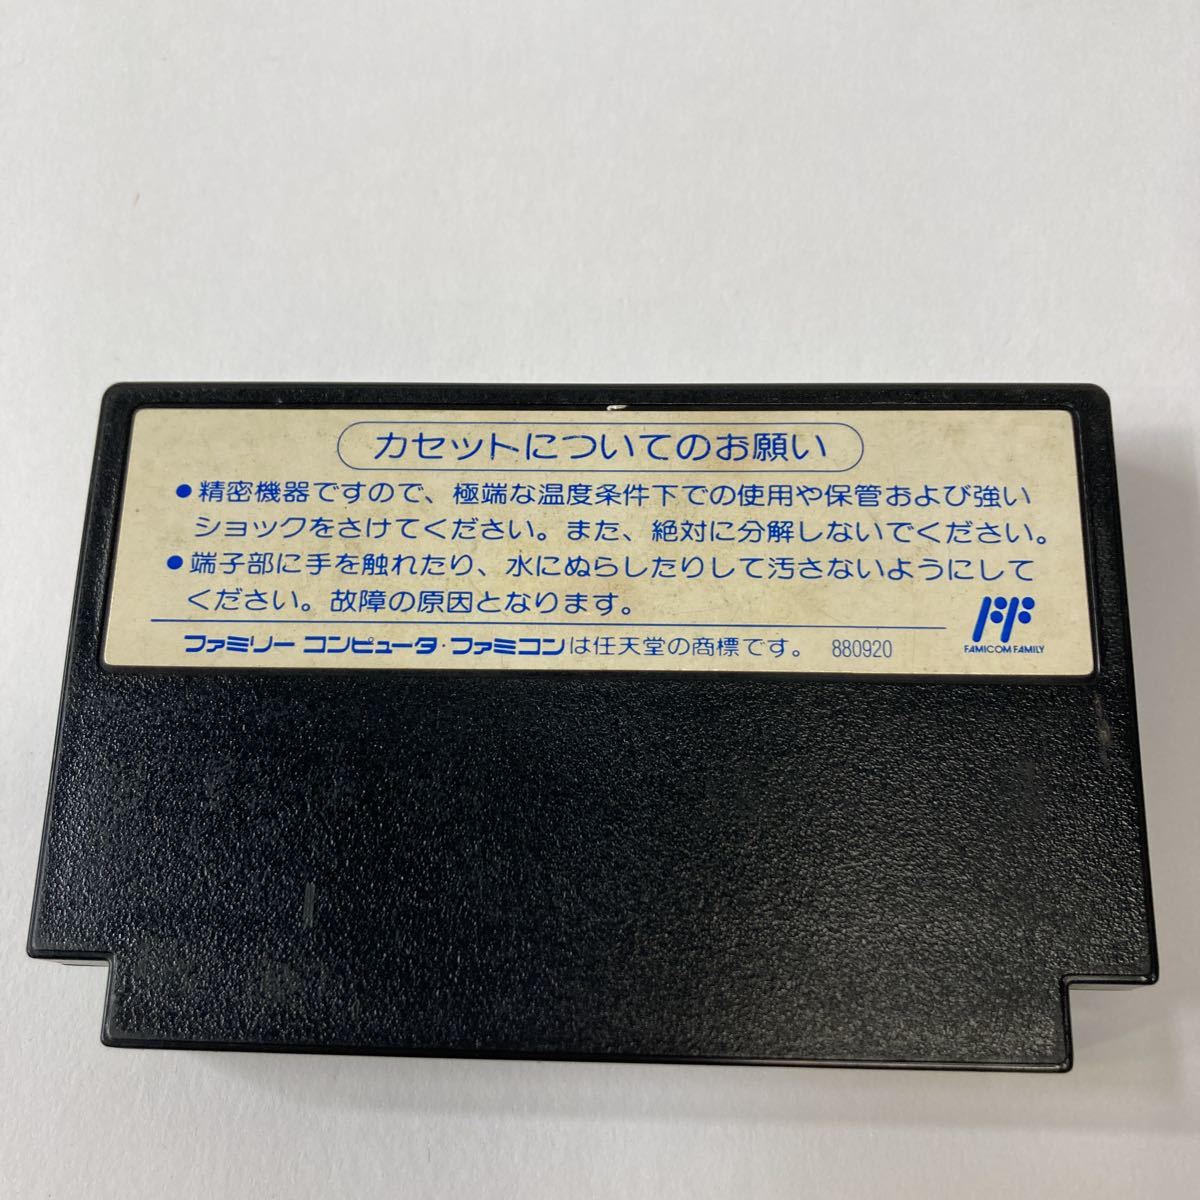 カセットについてのお願い
●精密機器ですので、極端な温度条件下での使用や保管および強い
ショックをさけてください。また、絶対に分解しないでください。
●端子部に手を触れたり、水にぬらしたりして汚さないようにして
ください。故障の原因となります。
ファミリー コンピュータ・ファミコンは任天堂の商標です。 880920
FAMICOM FAMILY